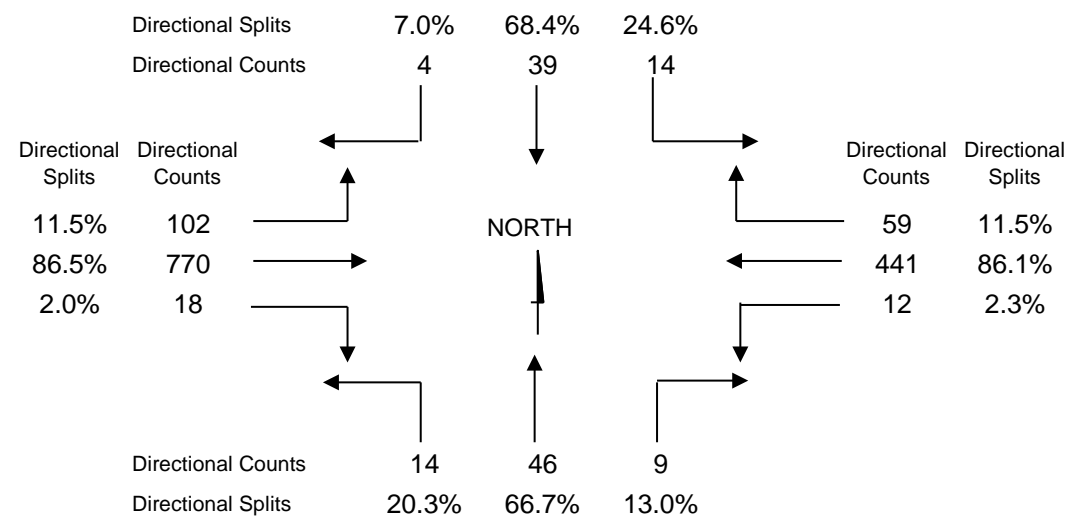 Directional Splits 7.0% 68.4% 24.6%
Directional Counts 4 39 14
Directional Directional
Splits Counts
11.5% 102
86.5% 770
2.0% 18
NORTH
Directional Directional
Counts Splits
59 11.5%
441 86.1%
12 2.3%
Directional Counts 14 46 9
Directional Splits 20.3% 66.7% 13.0%